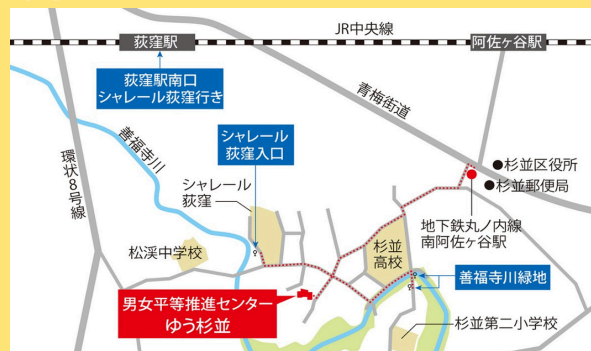 JR中央線
荻窪駅
阿佐ヶ谷駅
荻窪駅南口
シャレール荻窪行き
青梅街道
善福寺川
環状8号線
シャレール
荻窪入口
シャレール
荻窪
松渓中学校
杉並区役所
杉並郵便局
地下鉄丸ノ内線
南阿佐ヶ谷駅
杉並
高校
善福寺川緑地
男女平等推進センター
ゆう杉並
杉並第二小学校